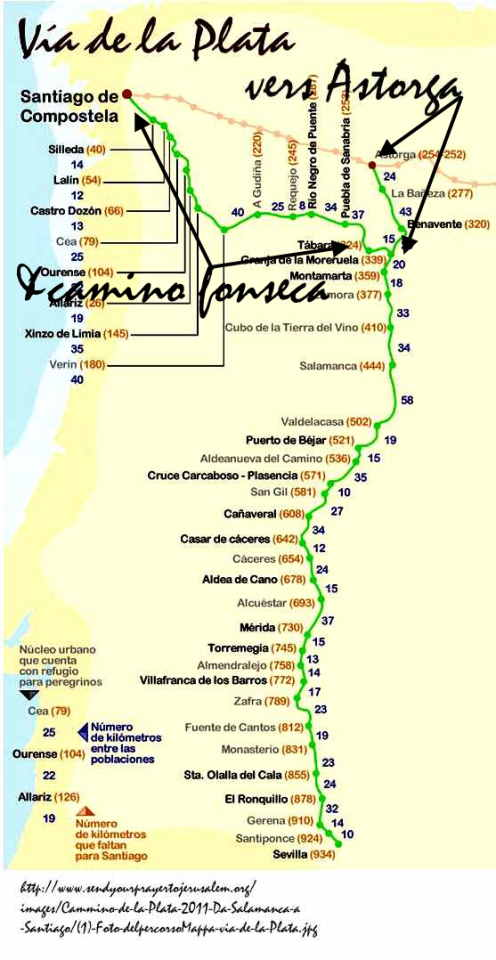 Vía de la Plata
vers Astorga
Santiago de
Compostela
Silleda (40)
14
Lalín (54)
12
Castro Dozón (66)
13
Cea (79)
25
Ourense (104)
& camino fonseca
Allariz
19
Xinzo de Limia (145)
35
Verín (180)
40
40
A Gudiña (220)
25
Requejo (245)
8
Río Negro de Puente
34
Puebla de Sanabria
37
Astorga (254-252)
24
La Bañeza (277)
43
Benavente (320)
15
20
Tábara
Granja de la Moreruela (339)
Montamarta (359)
18
Zamora (377)
33
Cubo de la Tierra del Vino (410)
34
Salamanca (444)
58
Valdelacasa (502)
19
Puerto de Béjar (521)
15
Aldeanueva del Camino (536)
35
Cruce Carcaboso - Plasencia (571)
10
San Gil (581)
27
Cañaveral (608)
34
Casar de cáceres (642)
12
Cáceres (654)
24
Aldea de Cano (678)
15
Alcuéstar (693)
37
Mérida (730)
15
Torremegia (745)
13
Almendralejo (758)
14
Villafranca de los Barros (772)
17
Zafra (789)
23
Fuente de Cantos (812)
19
Monasterio (831)
23
Sta. Olalla del Cala (855)
24
El Ronquillo (878)
32
Gerena (910)
14
Santiponce (924)
10
Sevilla (934)
Núcleo urbano
que cuenta
con refugio
para peregrinos
Cea (79)
25
Número
de kilómetros
entre las
poblaciones
Ourense (104)
22
Allariz (126)
19
Número
de kilómetros
que faltan
para Santiago
http://www.sendyourprayertojerusalem.org/
images/Cammino-de-la-Plata-2011-Da-Salamanca-a
-Santiago/(1)-Foto-delpercorsoMappa-via-de-la-Plata.jpg